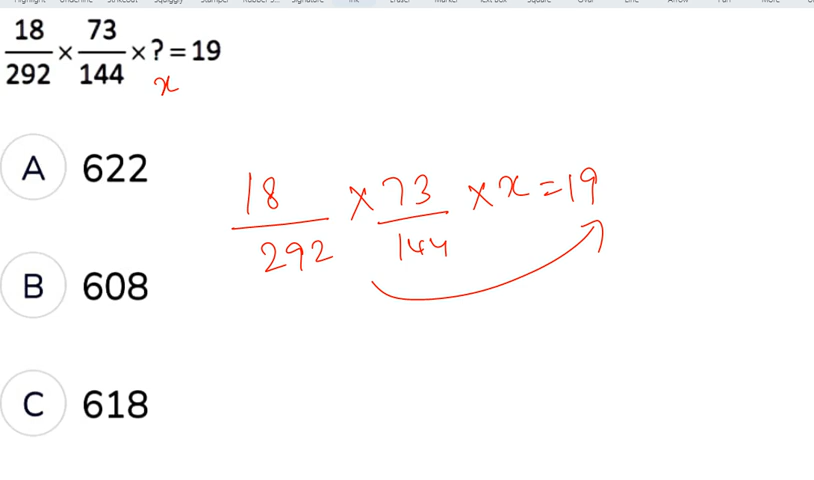 18/292 × 73/144 × ? = 19
x
A 622
18/292 × 73/144 × x = 19
B 608
C 618